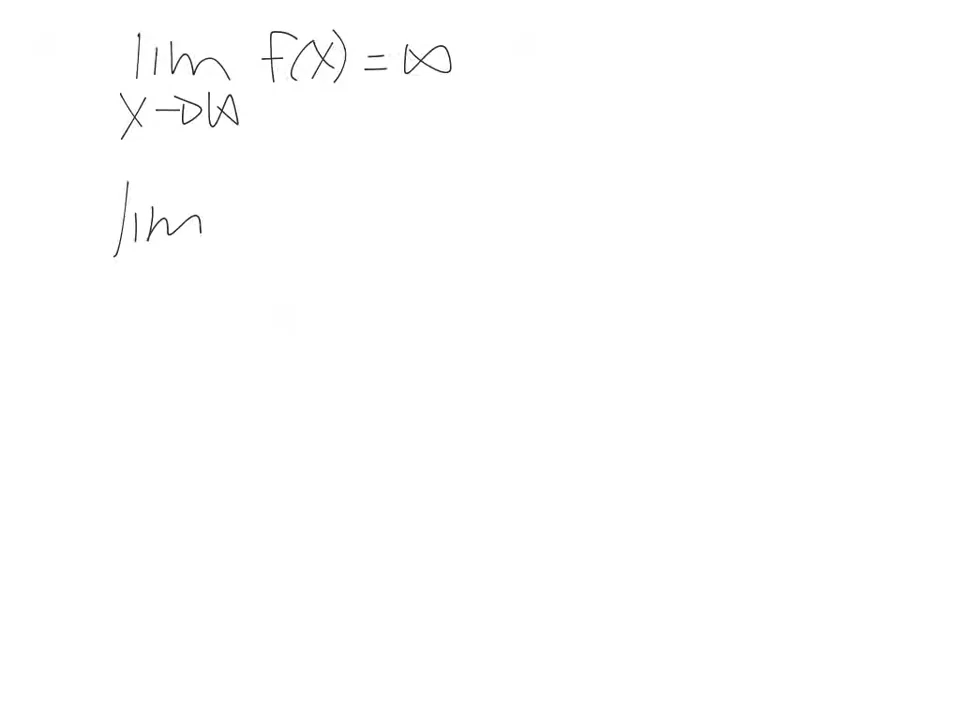 lim f(x) = ∞
x→∞
lim